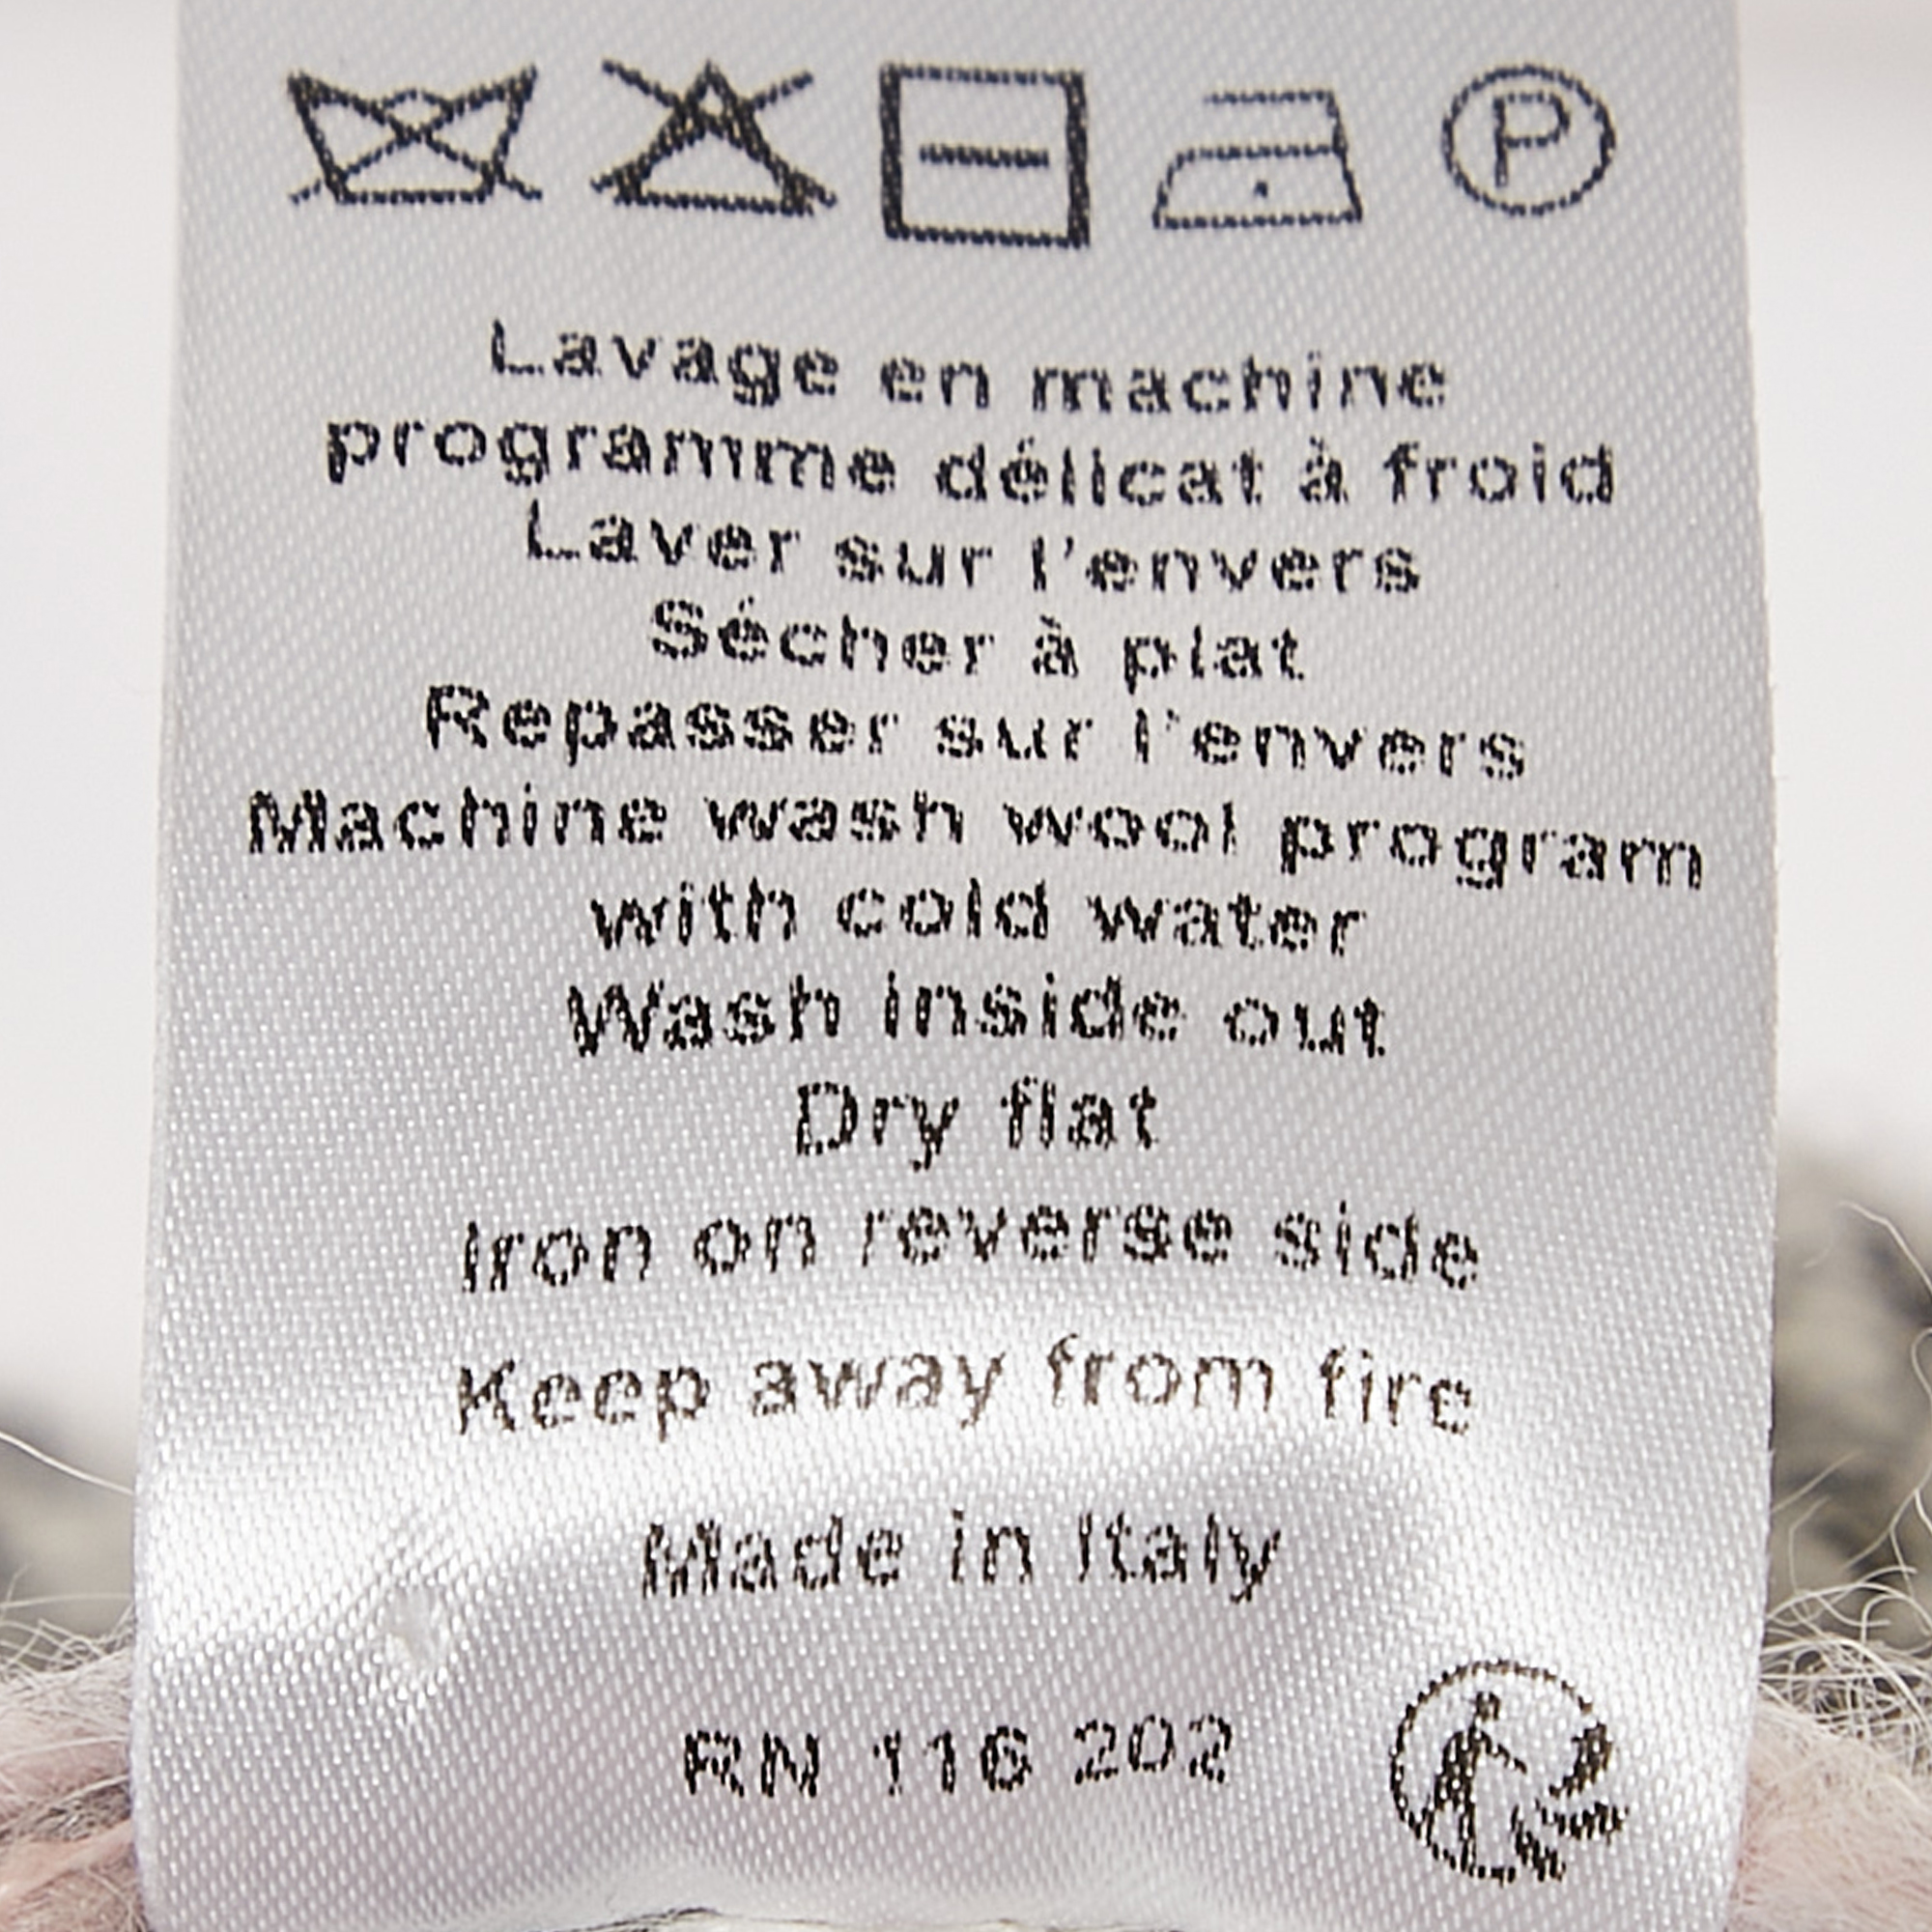 P
Lavage en machine
programme délicat à froid
Laver sur l'envers
Sécher à plat
Repasser sur l'envers
Machine wash wool program
with cold water
Wash inside out
Dry flat
Iron on reverse side
Keep away from fire
Made in Italy
RN 116 202